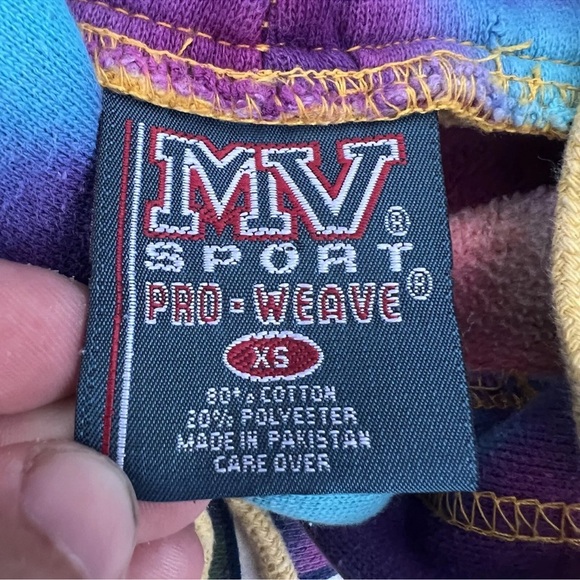 MV®
SPORT
PRO-WEAVE®
XS
80% COTTON
20% POLYESTER
MADE IN PAKISTAN
CARE OVER